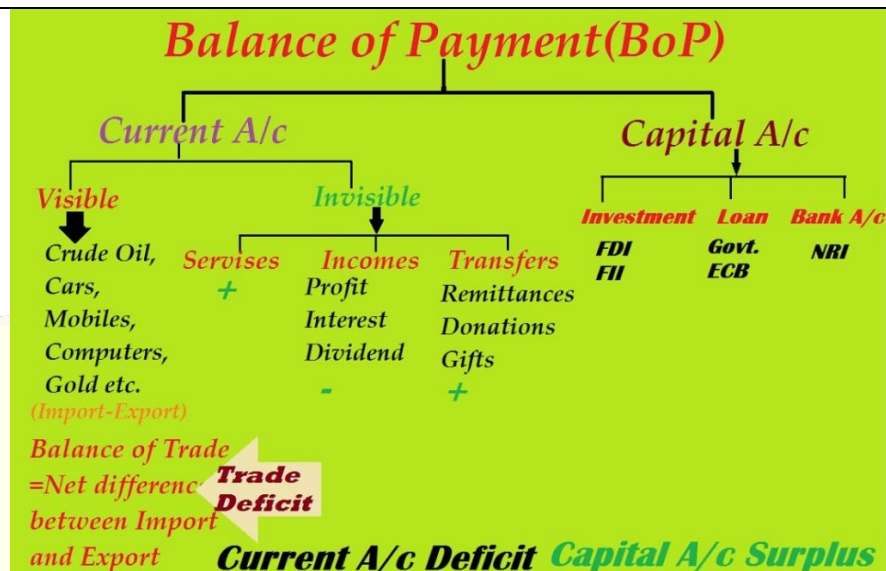 Balance of Payment(BoP)
Current A/c
Capital A/c
Visible
Crude Oil,
Cars,
Mobiles,
Computers,
Gold etc.
(Import-Export)
Balance of Trade
=Net differenc
between Import
and Export
Trade
Deficit
Invisible
Servises
+
Incomes
Profit
Interest
Dividend
-
Transfers
Remittances
Donations
Gifts
+
Investment
FDI
FII
Loan
Govt.
ECB
Bank A/c
NRI
Current A/c Deficit
Capital A/c Surplus